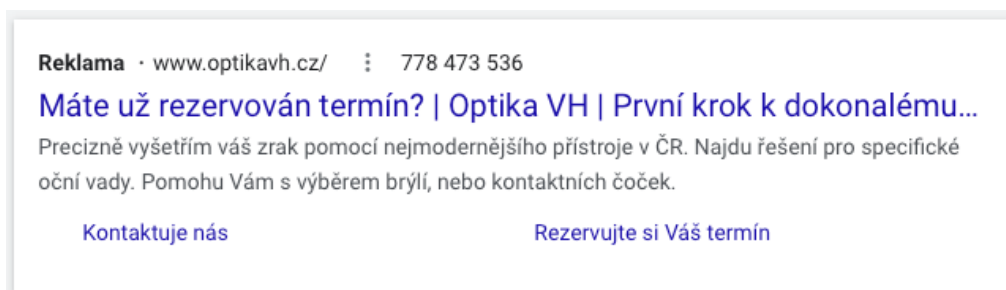 Reklama · www.optikavh.cz/ ⋮ 778 473 536
Máte už rezervován termín? | Optika VH | První krok k dokonalému...
Precizně vyšetřím váš zrak pomocí nejmodernějšího přístroje v ČR. Najdu řešení pro specifické
oční vady. Pomohu Vám s výběrem brýlí, nebo kontaktních čoček.
Kontaktuje nás Rezervujte si Váš termín